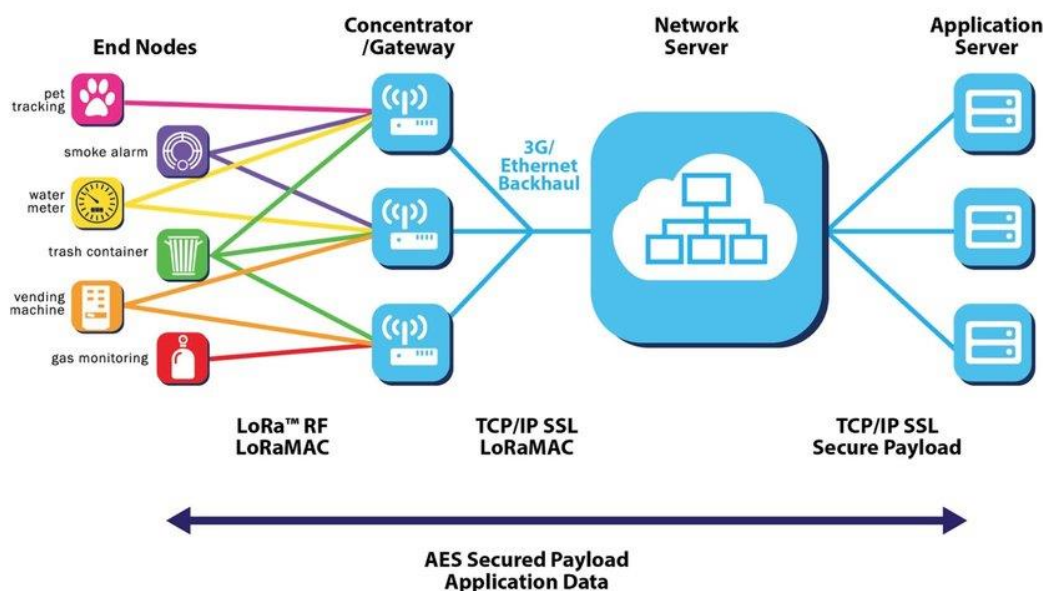 End Nodes
Concentrator
/Gateway
Network
Server
Application
Server
pet
tracking
smoke alarm
water
meter
trash container
vending
machine
gas monitoring
3G/
Ethernet
Backhaul
LoRa™ RF
LoRaMAC
TCP/IP SSL
LoRaMAC
TCP/IP SSL
Secure Payload
AES Secured Payload
Application Data